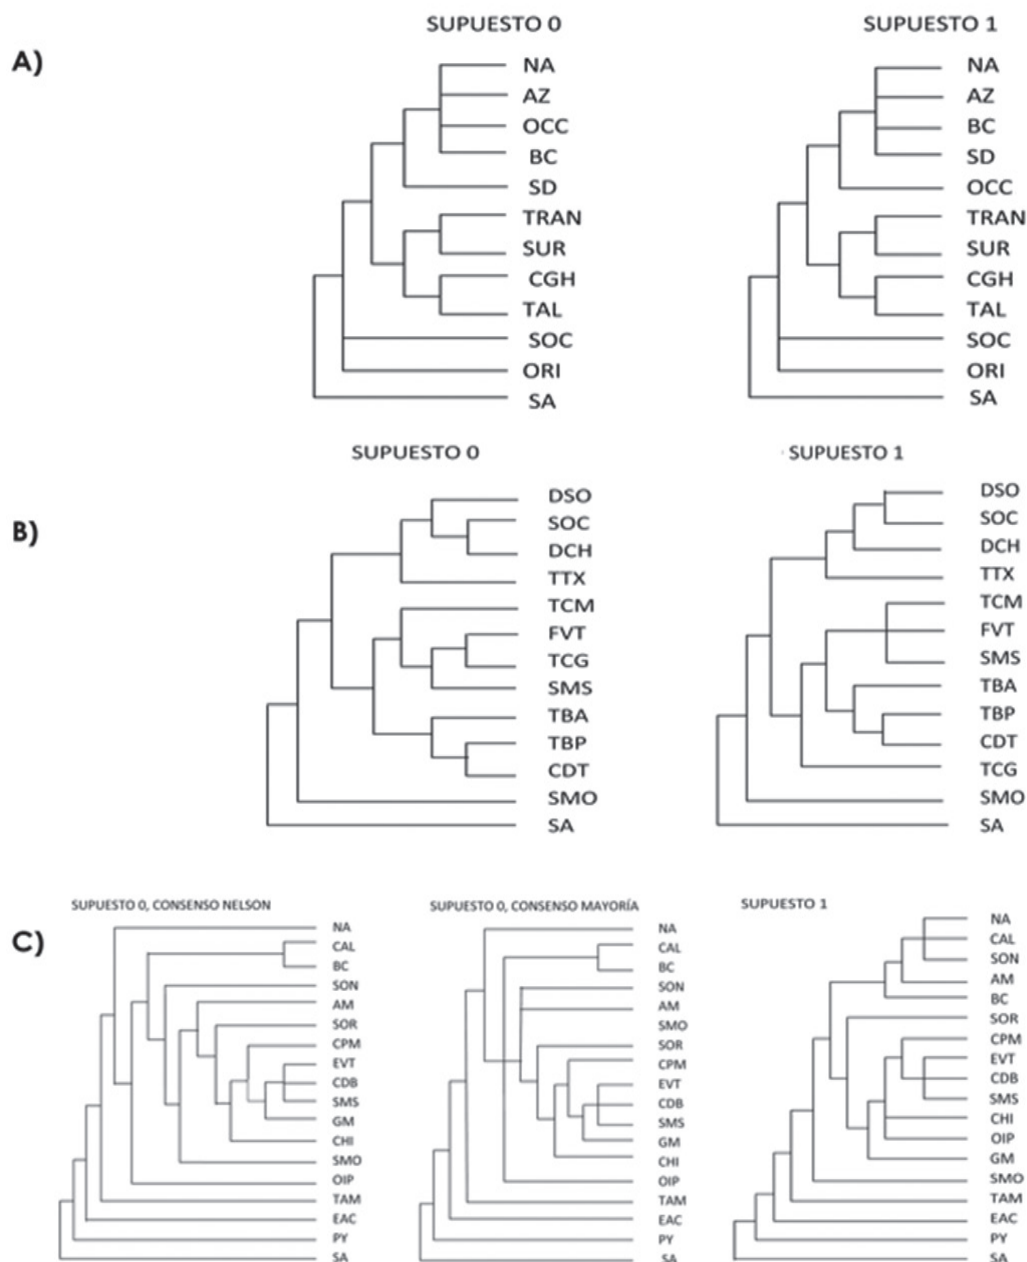 SUPUESTO 0
SUPUESTO 1
A)
NA
AZ
OCC
BC
SD
TRAN
SUR
CGH
TAL
SOC
ORI
SA
NA
AZ
BC
SD
OCC
TRAN
SUR
CGH
TAL
SOC
ORI
SA
SUPUESTO 0
SUPUESTO 1
B)
DSO
SOC
DCH
TTX
TCM
FVT
TCG
SMS
TBA
TBP
CDT
SMO
SA
DSO
SOC
DCH
TTX
TCM
FVT
SMS
TBA
TBP
CDT
TCG
SMO
SA
SUPUESTO 0, CONSENSO NELSON
SUPUESTO 0, CONSENSO MAYORÍA
SUPUESTO 1
C)
NA
CAL
BC
SON
AM
SOR
CPM
EVT
CDB
SMS
GM
CHI
SMO
OIP
TAM
EAC
PY
SA
NA
CAL
BC
SON
AM
SMO
SOR
CPM
EVT
CDB
SMS
GM
CHI
OIP
TAM
EAC
PY
SA
NA
CAL
SON
AM
BC
SOR
CPM
EVT
CDB
SMS
CHI
OIP
GM
SMO
TAM
EAC
PY
SA